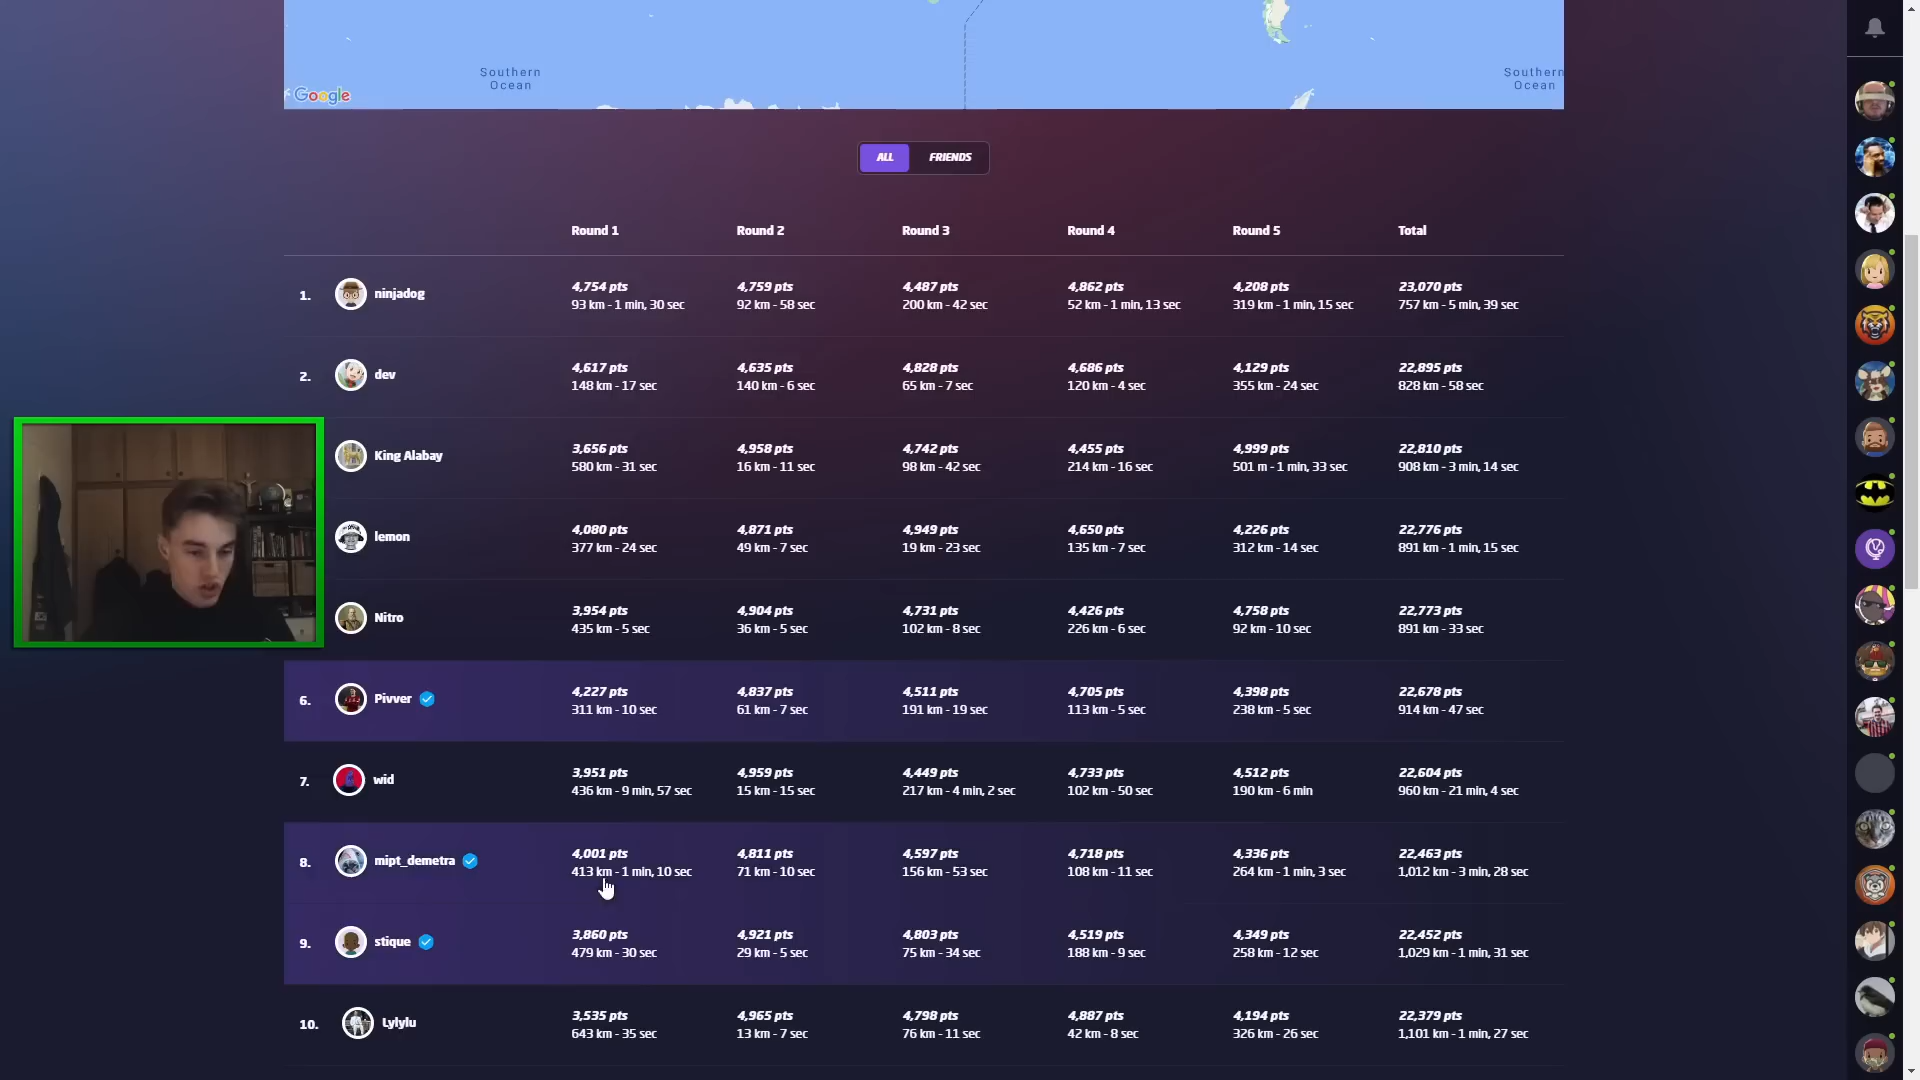 Southern
Ocean
Southern
Ocean
Google
ALL FRIENDS
Round 1 Round 2 Round 3 Round 4 Round 5 Total
1. ninjadog 4,754 pts 4,759 pts 4,487 pts 4,862 pts 4,208 pts 23,070 pts
93 km - 1 min, 30 sec 92 km - 58 sec 200 km - 42 sec 52 km - 1 min, 13 sec 319 km - 1 min, 15 sec 757 km - 5 min, 39 sec
2. dev 4,617 pts 4,635 pts 4,828 pts 4,686 pts 4,129 pts 22,895 pts
148 km - 17 sec 140 km - 6 sec 65 km - 7 sec 120 km - 4 sec 355 km - 24 sec 828 km - 58 sec
King Alabay 3,656 pts 4,958 pts 4,742 pts 4,455 pts 4,999 pts 22,810 pts
580 km - 31 sec 16 km - 11 sec 98 km - 42 sec 214 km - 16 sec 501 m - 1 min, 33 sec 908 km - 3 min, 14 sec
lemon 4,080 pts 4,871 pts 4,949 pts 4,650 pts 4,226 pts 22,776 pts
377 km - 24 sec 49 km - 7 sec 19 km - 23 sec 135 km - 7 sec 312 km - 14 sec 891 km - 1 min, 15 sec
Nitro 3,954 pts 4,904 pts 4,731 pts 4,426 pts 4,758 pts 22,773 pts
435 km - 5 sec 36 km - 5 sec 102 km - 8 sec 226 km - 6 sec 92 km - 10 sec 891 km - 33 sec
6. Pivver 4,227 pts 4,837 pts 4,511 pts 4,705 pts 4,398 pts 22,678 pts
311 km - 10 sec 61 km - 7 sec 191 km - 19 sec 113 km - 5 sec 238 km - 5 sec 914 km - 47 sec
7. wid 3,951 pts 4,959 pts 4,449 pts 4,733 pts 4,512 pts 22,604 pts
436 km - 9 min, 57 sec 15 km - 15 sec 217 km - 4 min, 2 sec 102 km - 50 sec 190 km - 6 min 960 km - 21 min, 4 sec
8. mipt_demetra 4,001 pts 4,811 pts 4,597 pts 4,718 pts 4,336 pts 22,463 pts
413 km - 1 min, 10 sec 71 km - 10 sec 156 km - 53 sec 108 km - 11 sec 264 km - 1 min, 3 sec 1,012 km - 3 min, 28 sec
9. stique 3,860 pts 4,921 pts 4,803 pts 4,519 pts 4,349 pts 22,452 pts
479 km - 30 sec 29 km - 5 sec 75 km - 34 sec 188 km - 9 sec 258 km - 12 sec 1,029 km - 1 min, 31 sec
10. Lylylu 3,535 pts 4,965 pts 4,798 pts 4,887 pts 4,194 pts 22,379 pts
643 km - 35 sec 13 km - 7 sec 76 km - 11 sec 42 km - 8 sec 326 km - 26 sec 1,101 km - 1 min, 27 sec